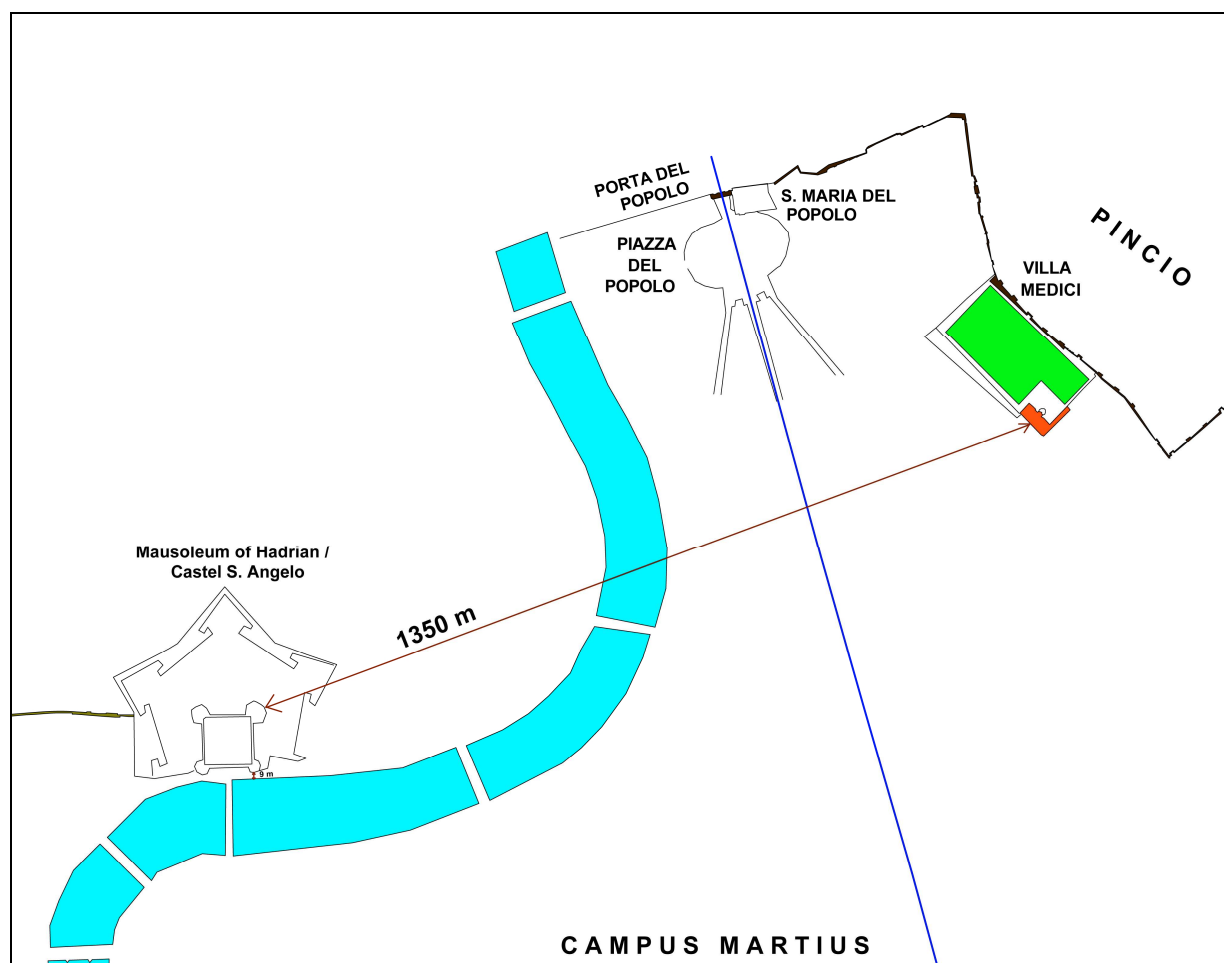 PORTA DEL
POPOLO
S. MARIA DEL
POPOLO
PIAZZA
DEL
POPOLO
PINCIO
VILLA
MEDICI
Mausoleum of Hadrian /
Castel S. Angelo
1350 m
9 m
CAMPUS MARTIUS